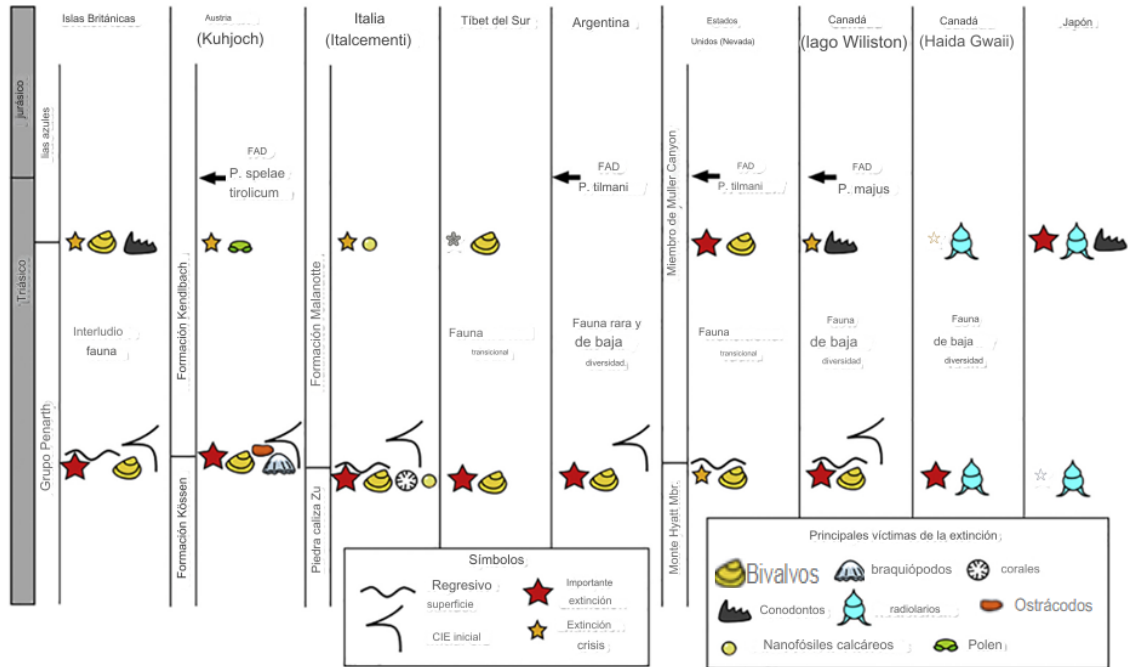 Islas Británicas
Austria
(Kuhjoch)
Italia
(Italcementi)
Tíbet del Sur
Argentina
Estados
Unidos (Nevada)
Canadá
(lago Wiliston)
Canadá
(Haida Gwaii)
Japón
jurásico
Triásico
lias azules
Grupo Penarth
Formación Kendlbach
Formación Kössen
Formación Malanotte
Piedra caliza Zu
Miembro de Muller Canyon
Monte Hyatt Mbr.
FAD
P. spelae
tirolicum
FAD
P. tilmani
FAD
P. tilmani
FAD
P. majus
Interludio
fauna
Fauna
transicional
Fauna rara y
de baja
diversidad
Fauna
transicional
Fauna
de baja
diversidad
Fauna
de baja
diversidad
Símbolos
Regresivo
superficie
Importante
extinción
CIE inicial
Extinción
crisis
Principales víctimas de la extinción
Bivalvos
braquiópodos
corales
Conodontos
radiolarios
Ostrácodos
Nanofósiles calcáreos
Polen